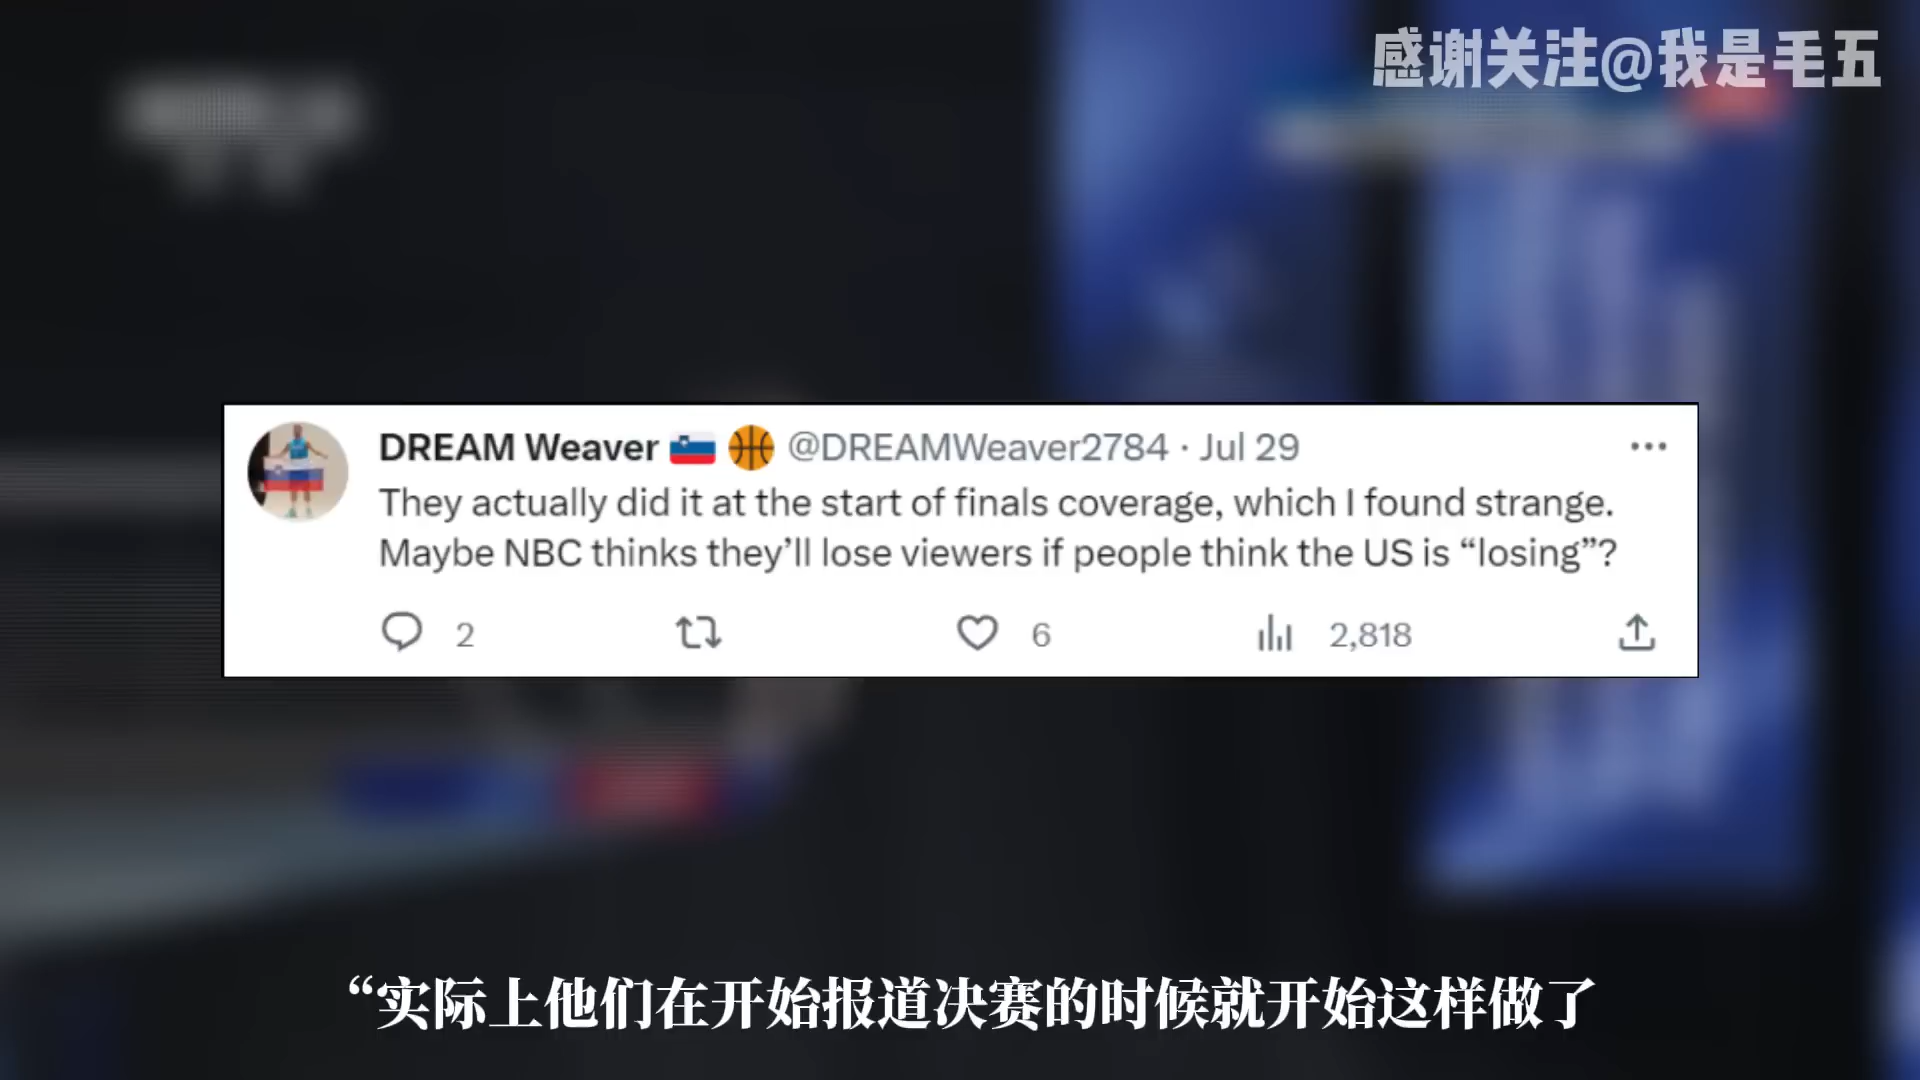 感谢关注@我是毛五
DREAM Weaver @DREAMWeaver2784 · Jul 29
They actually did it at the start of finals coverage, which I found strange.
Maybe NBC thinks they’ll lose viewers if people think the US is “losing”?
2 6 2,818
“实际上他们在开始报道决赛的时候就开始这样做了